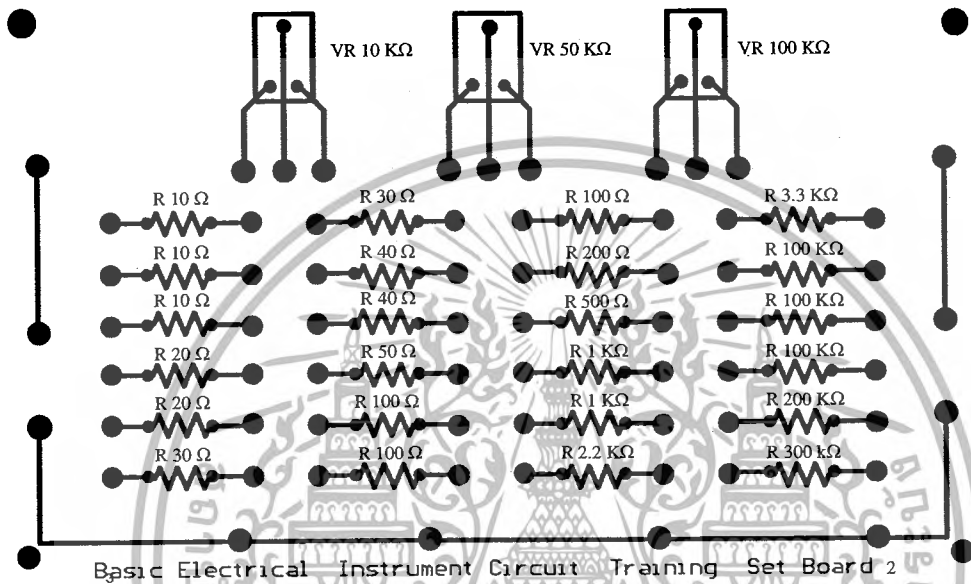 VR 10 KΩ VR 50 KΩ VR 100 KΩ
R 10 Ω R 30 Ω R 100 Ω R 3.3 KΩ
R 10 Ω R 40 Ω R 200 Ω R 100 KΩ
R 10 Ω R 40 Ω R 500Ω R 100 KΩ
R 20 Ω R 50 Ω R 1 KΩ R 100 KΩ
R 20 Ω R 100 Ω R 1 KΩ R 200 KΩ
R 30 Ω R 100 Ω R 2.2 KΩ R 300 kΩ
Basic Electrical Instrument Circuit Training Set Board 2